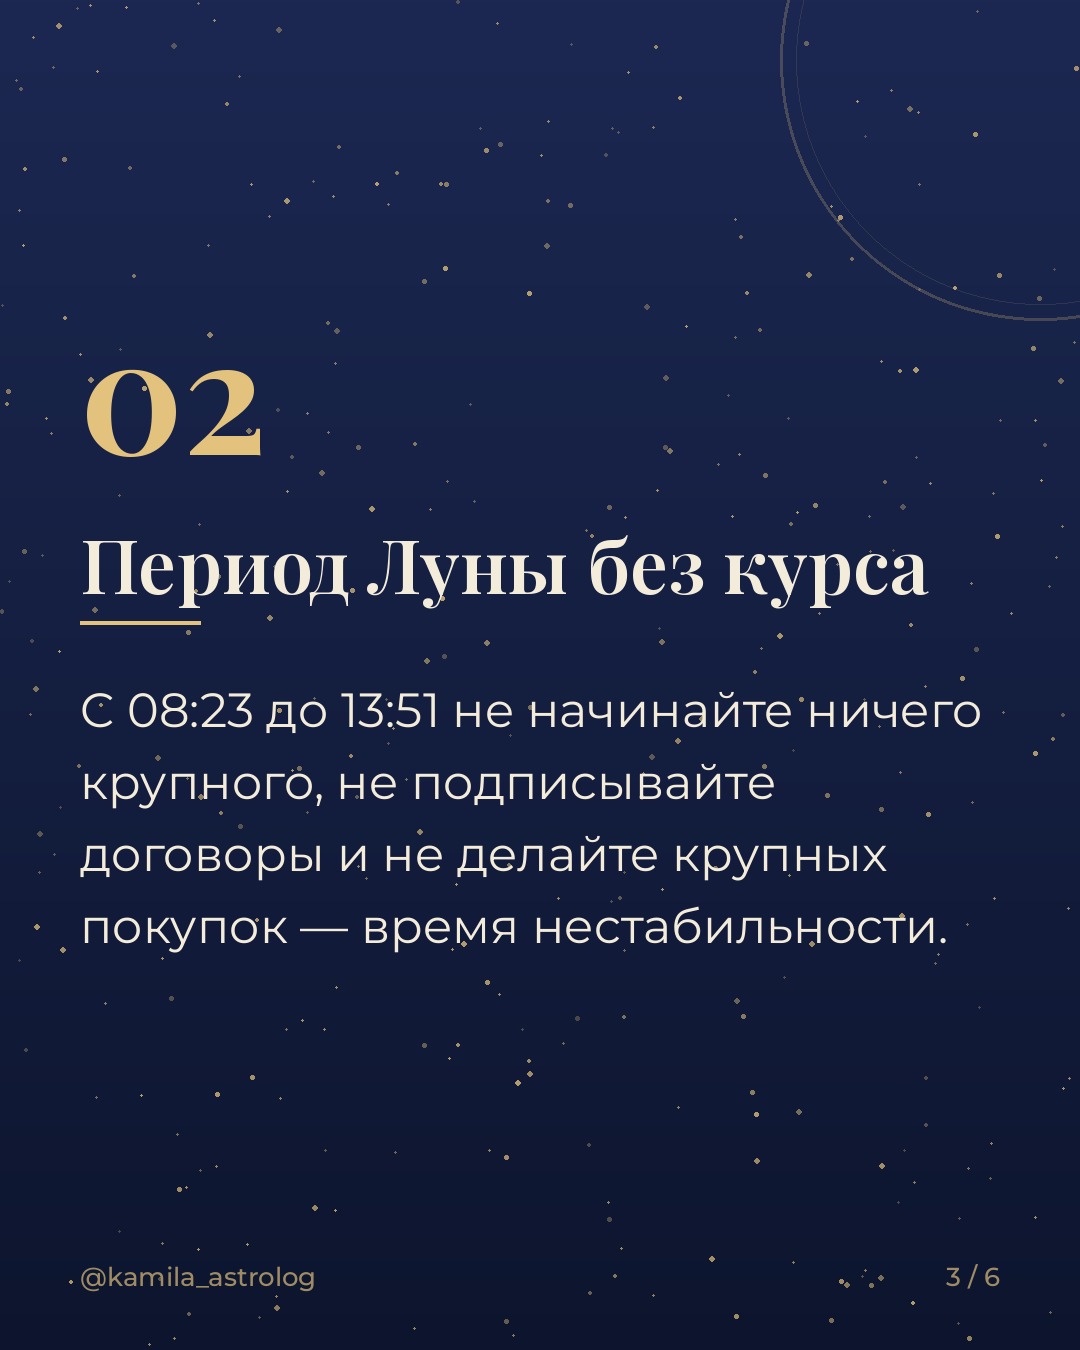 02
Период Луны без курса
С 08:23 до 13:51 не начинайте ничего
крупного, не подписывайте
договоры и не делайте крупных
покупок — время нестабильности.
@kamila_astrolog
3 / 6